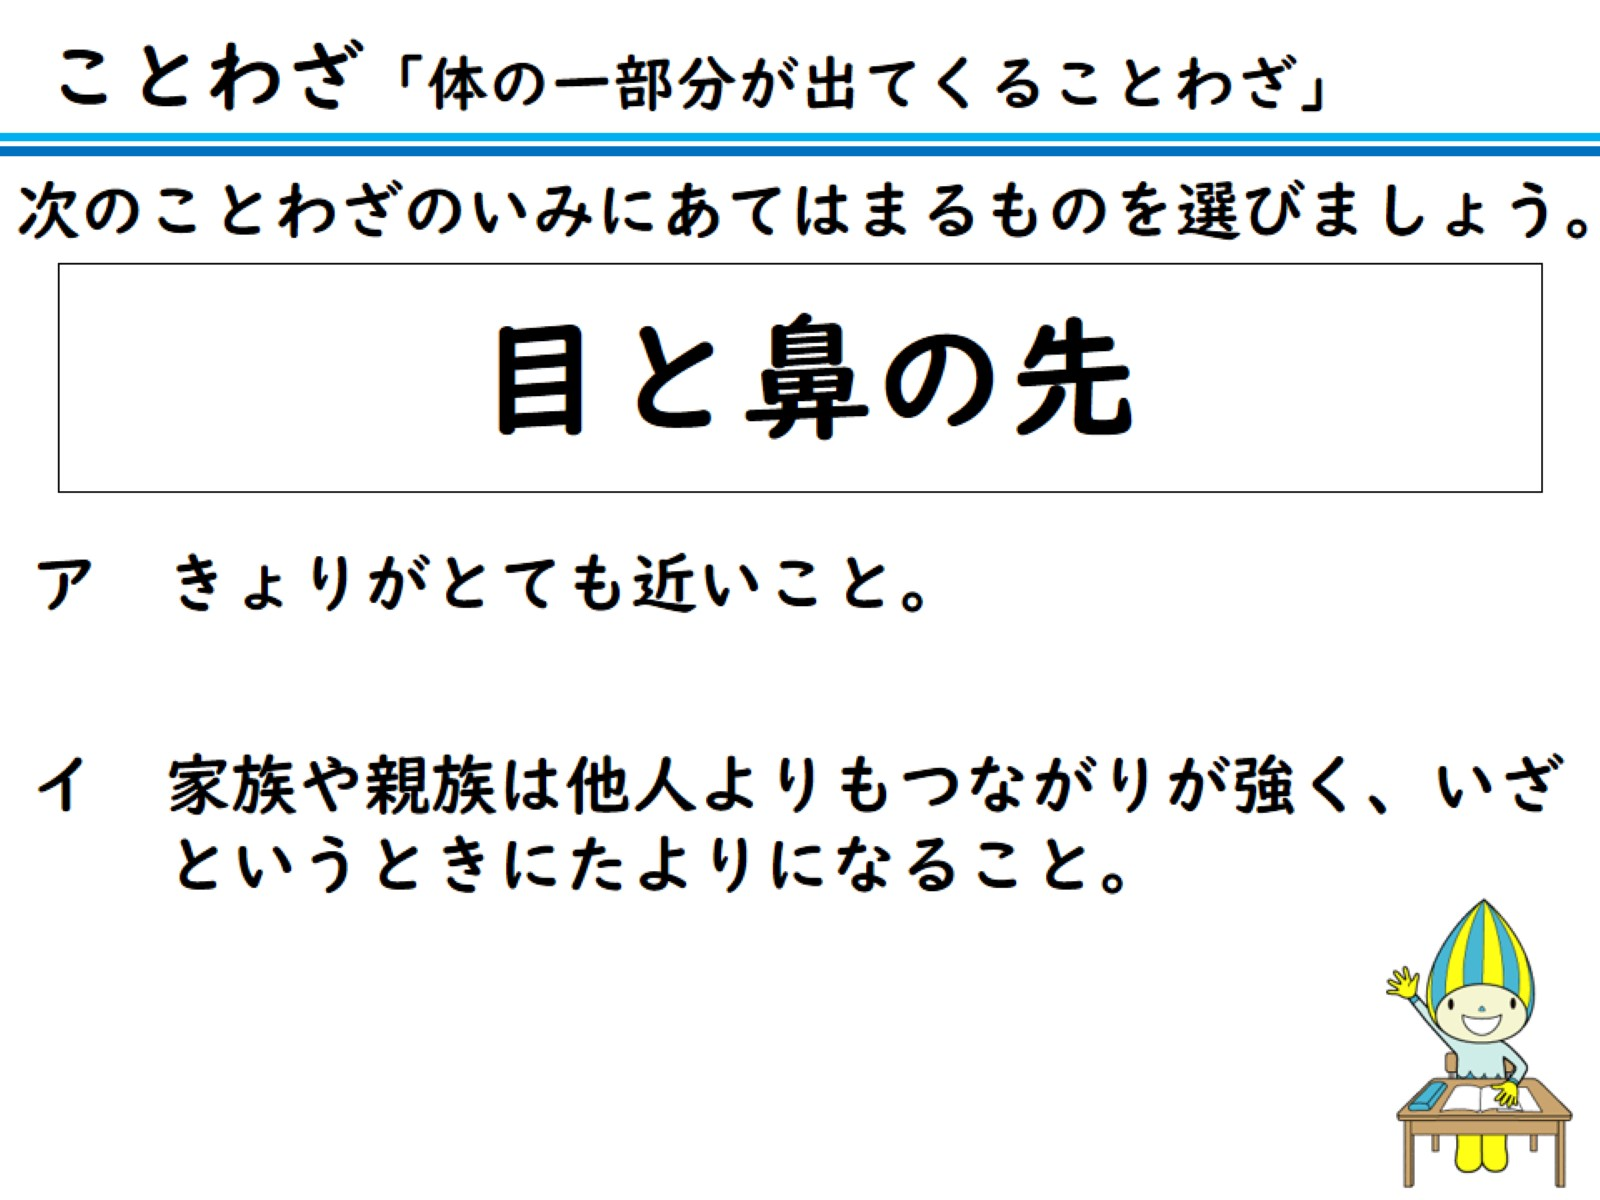 ことわざ「体の一部分が出てくることわざ」
次のことわざのいみにあてはまるものを選びましょう。
目と鼻の先
ア　きょりがとても近いこと。
イ　家族や親族は他人よりもつながりが強く、いざ
というときにたよりになること。